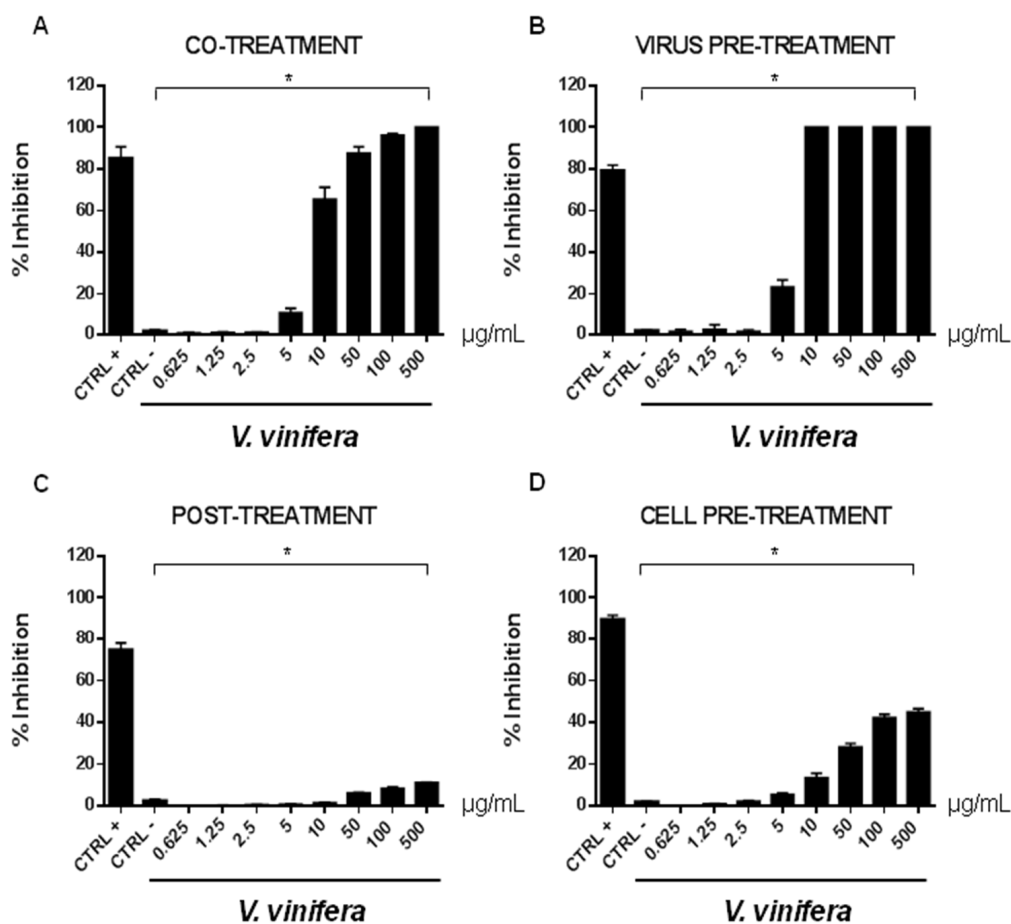 A
CO-TREATMENT
*
120
100
80
60
40
20
0
% Inhibition
CTRL +
CTRL -
0.625
1.25
2.5
5
10
50
100
500
µg/mL
V. vinifera
B
VIRUS PRE-TREATMENT
*
120
100
80
60
40
20
0
% Inhibition
CTRL +
CTRL -
0.625
1.25
2.5
5
10
50
100
500
µg/mL
V. vinifera
C
POST-TREATMENT
*
120
100
80
60
40
20
0
% Inhibition
CTRL +
CTRL -
0.625
1.25
2.5
5
10
50
100
500
µg/mL
V. vinifera
D
CELL PRE-TREATMENT
*
120
100
80
60
40
20
0
% Inhibition
CTRL +
CTRL -
0.625
1.25
2.5
5
10
50
100
500
µg/mL
V. vinifera